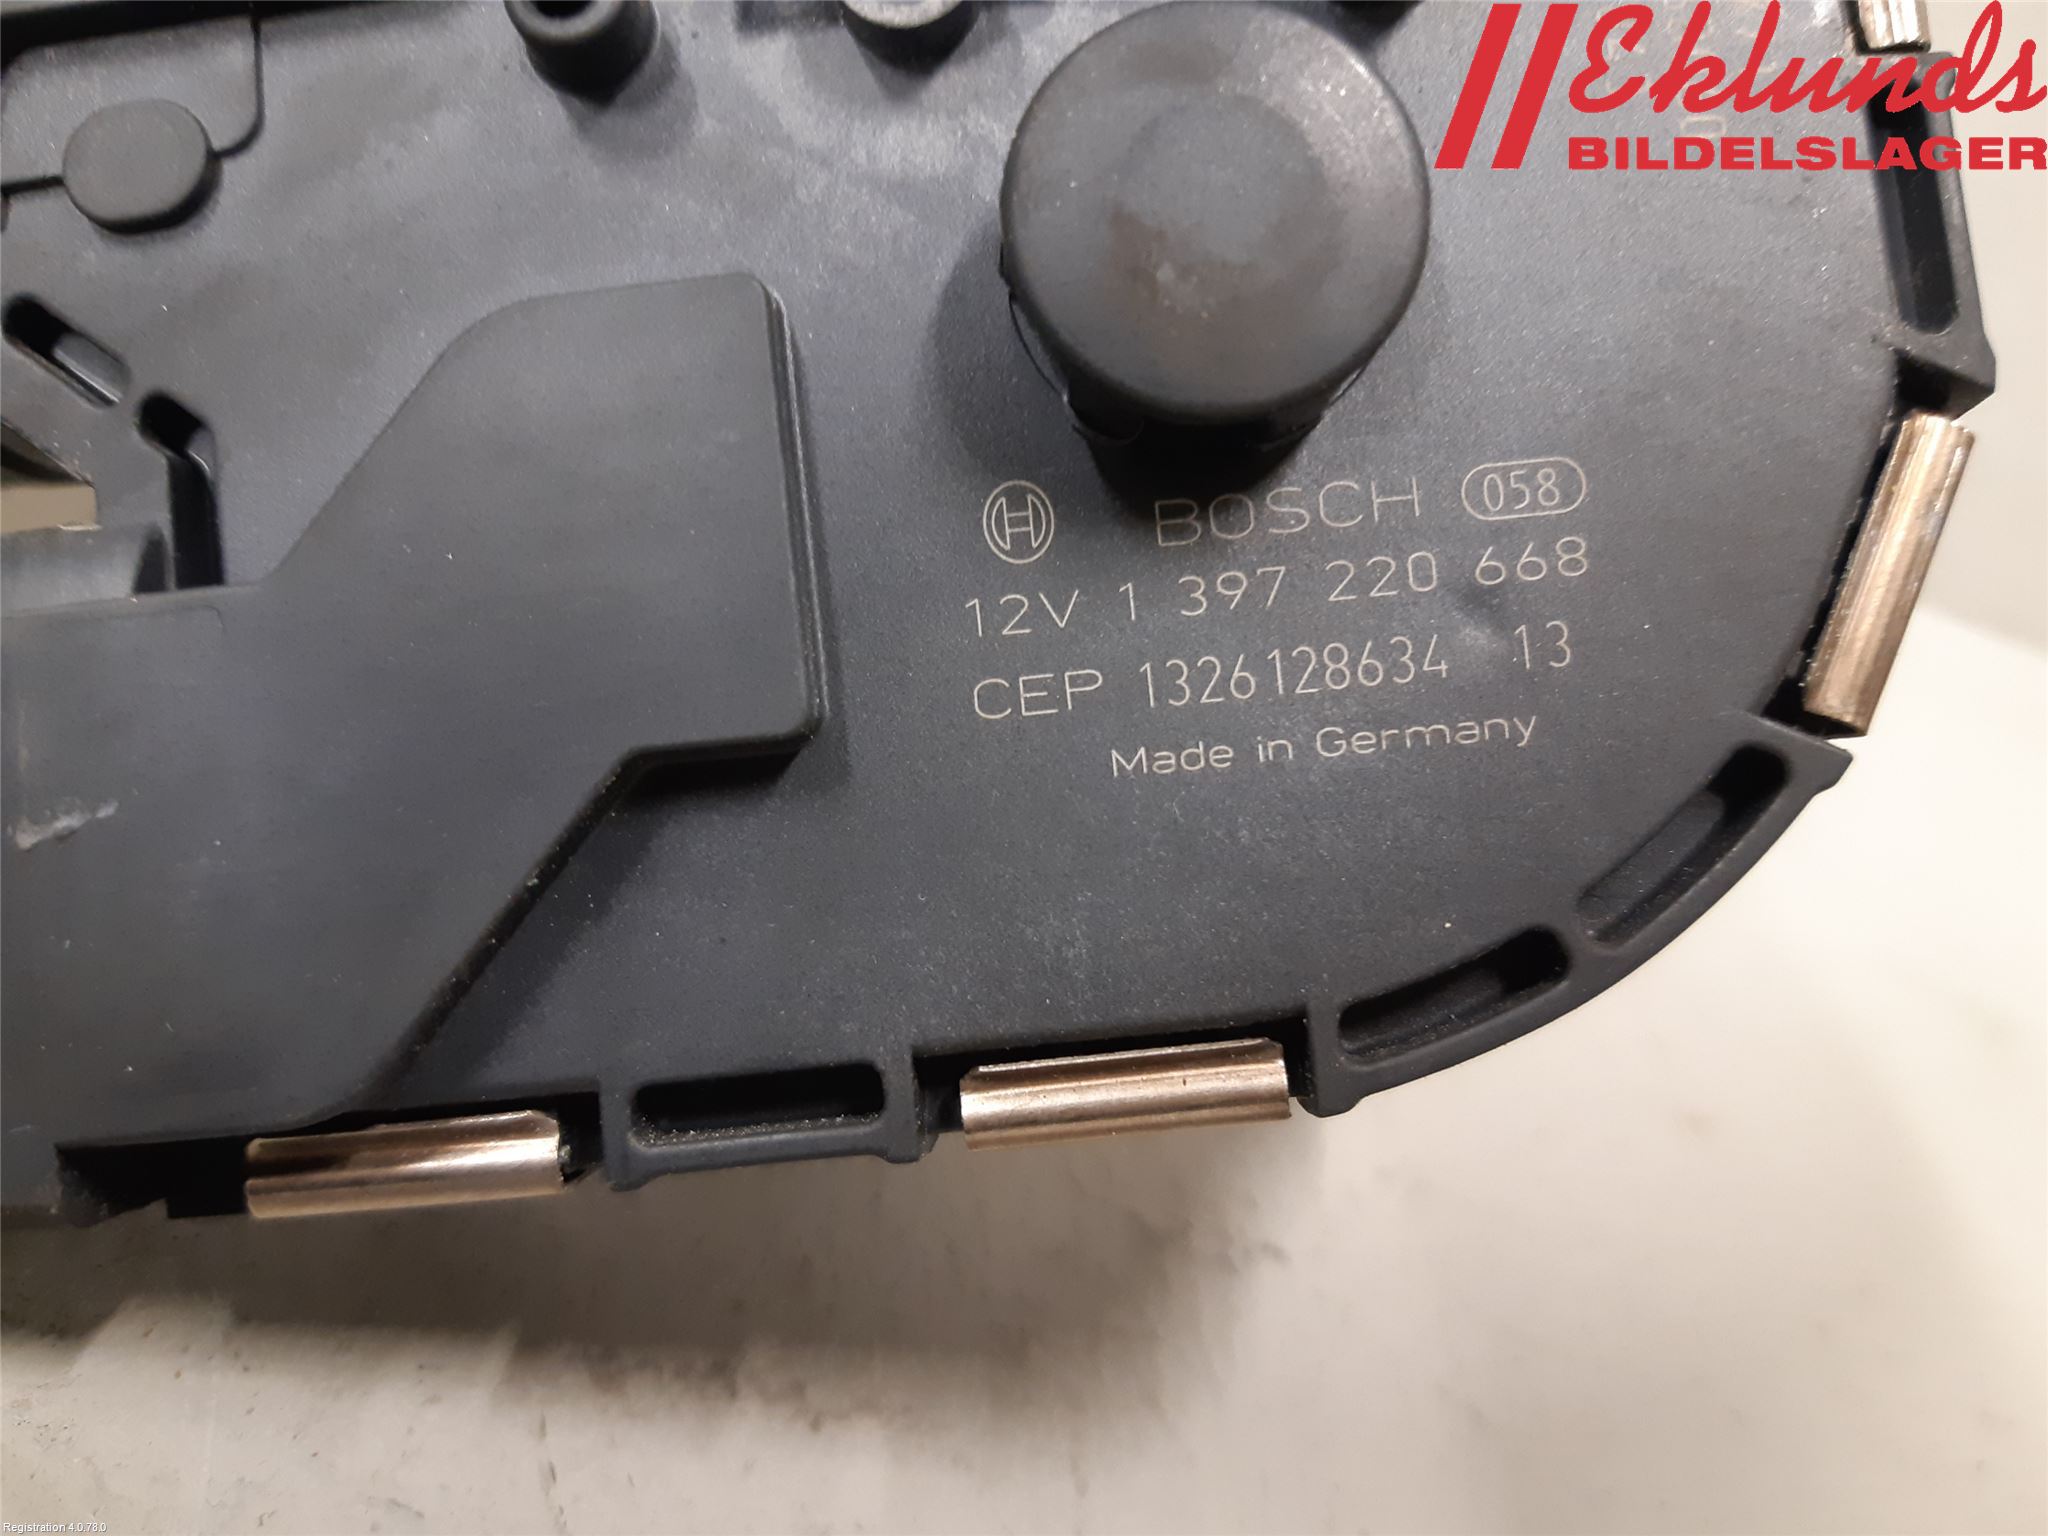 Eklunds
BILDELSLAGER
BOSCH 058
12V 1 397 220 668
CEP 1326128634 13
Made in Germany
Registration 4.0.78.0